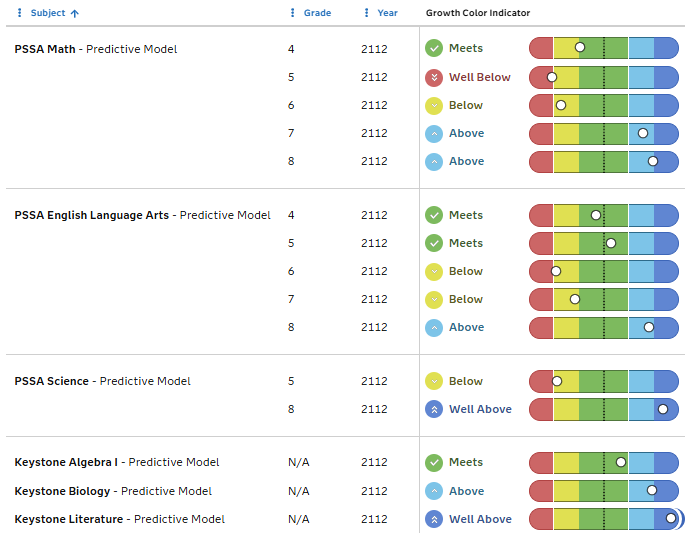 Subject Grade Year Growth Color Indicator
PSSA Math - Predictive Model 4 2112 Meets
5 2112 Well Below
6 2112 Below
7 2112 Above
8 2112 Above
PSSA English Language Arts - Predictive Model 4 2112 Meets
5 2112 Meets
6 2112 Below
7 2112 Below
8 2112 Above
PSSA Science - Predictive Model 5 2112 Below
8 2112 Well Above
Keystone Algebra I - Predictive Model N/A 2112 Meets
Keystone Biology - Predictive Model N/A 2112 Above
Keystone Literature - Predictive Model N/A 2112 Well Above